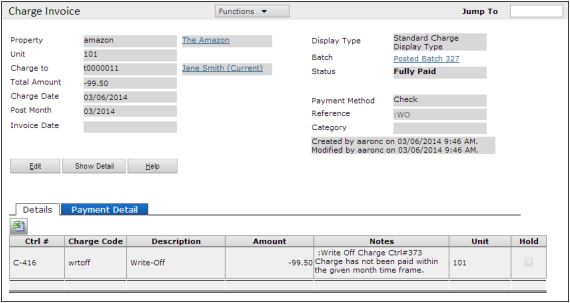 Charge Invoice
Functions
Jump To
Property amazon The Amazon
Unit 101
Charge to t0000011 Jane Smith (Current)
Total Amount -99.50
Charge Date 03/06/2014
Post Month 03/2014
Invoice Date
Display Type Standard Charge
Display Type
Batch Posted Batch 327
Status Fully Paid
Payment Method Check
Reference :WO
Category
Created by aaronc on 03/06/2014 9:46 AM.
Modified by aaronc on 03/06/2014 9:46 AM.
Edit Show Detail Help
Details Payment Detail
Ctrl # Charge Code Description Amount Notes Unit Hold
C-416 wrtoff Write-Off -99.50 :Write Off Charge Ctrl#373
Charge has not been paid within
the given month time frame. 101